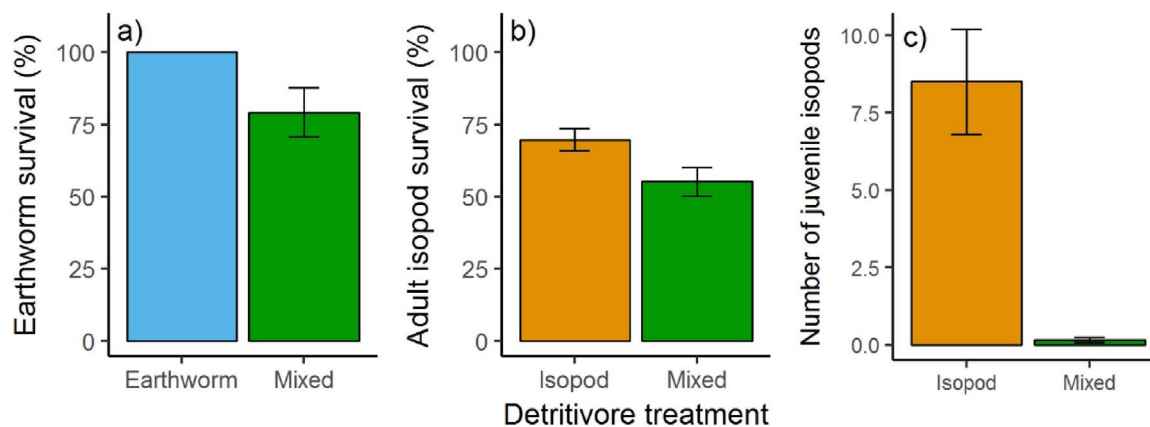 a)
Earthworm survival (%)
100
75
50
25
0
Earthworm Mixed
b)
Adult isopod survival (%)
100
75
50
25
0
Isopod Mixed
c)
Number of juvenile isopods
10.0
7.5
5.0
2.5
0.0
Isopod Mixed
Detritivore treatment